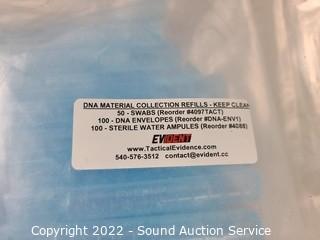 DNA MATERIAL COLLECTION REFILLS - KEEP CLEAN
50 - SWABS (Reorder #4097TACT)
100 - DNA ENVELOPES (Reorder #DNA-ENV1)
100 - STERILE WATER AMPULES (Reorder #4088)
EVIDENT
www.TacticalEvidence.com
540-576-3512 contact@evident.cc
Copyright 2022 - Sound Auction Service